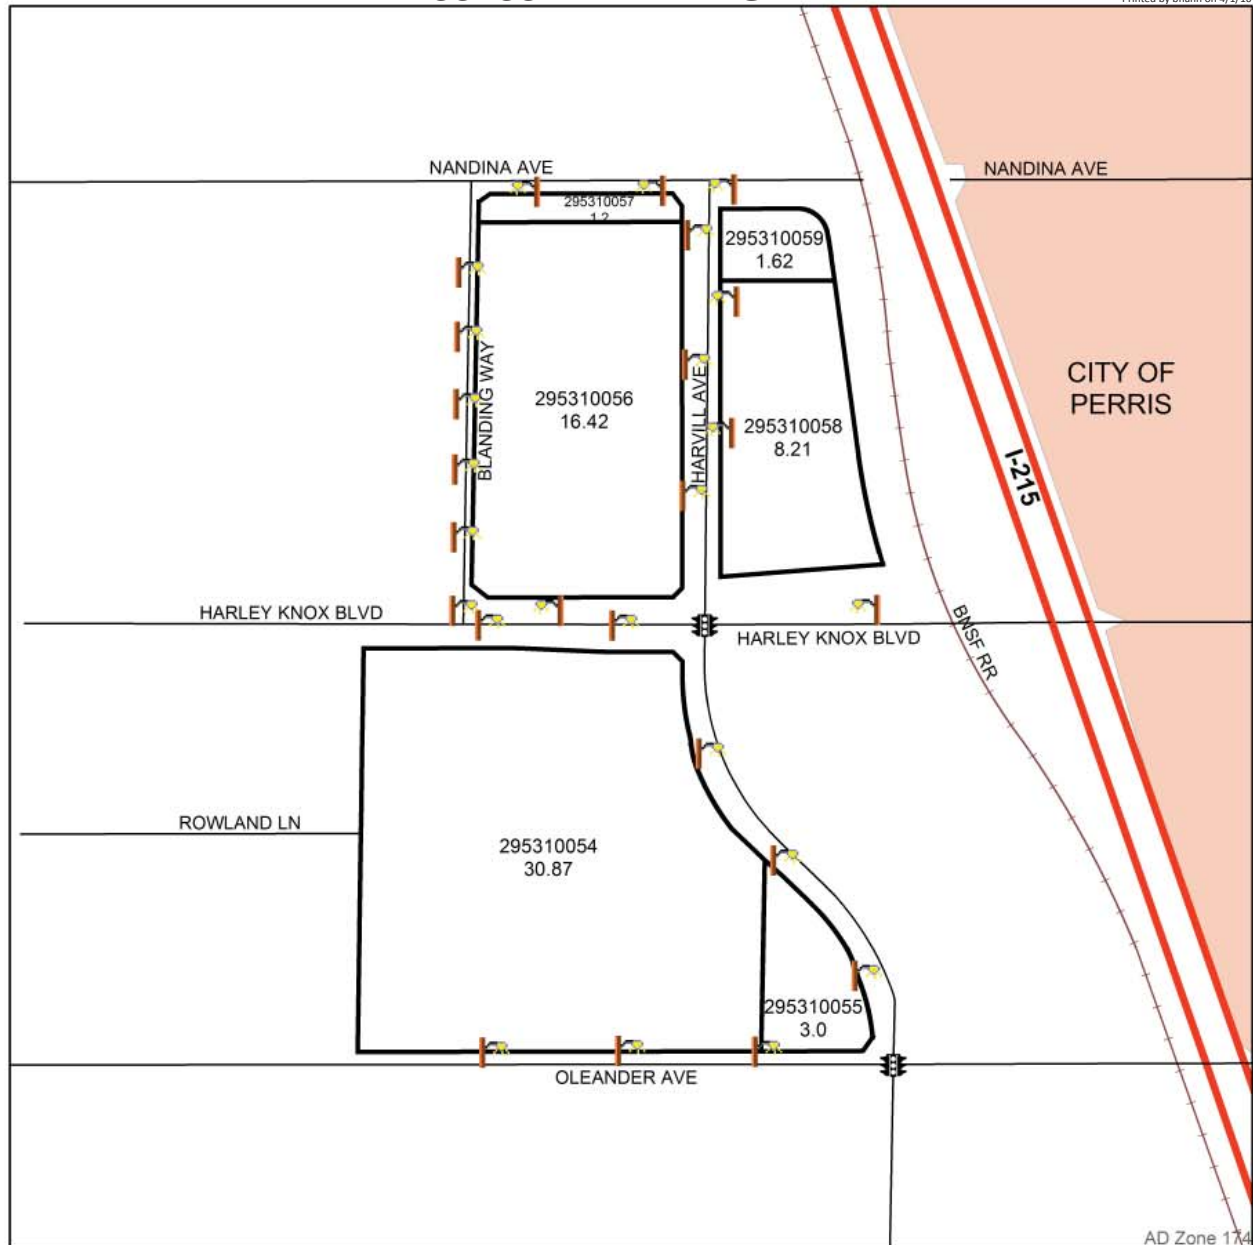 NANDINA AVE
NANDINA AVE
295310057
1.2
295310059
1.62
CITY OF
PERRIS
BLANDING WAY
HARVILL AVE
295310056
16.42
295310058
8.21
I-215
HARLEY KNOX BLVD
HARLEY KNOX BLVD
BNSF RR
ROWLAND LN
295310054
30.87
295310055
3.0
OLEANDER AVE
AD Zone 174